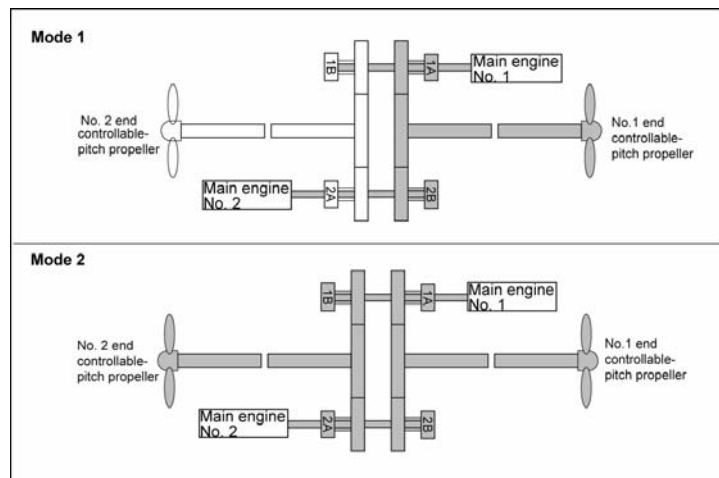 Mode 1
1B
1A
Main engine
No. 1
No. 2 end
controllable-
pitch propeller
No.1 end
controllable-
pitch propeller
Main engine
No. 2
2A
2B
Mode 2
1B
1A
Main engine
No. 1
No. 2 end
controllable-
pitch propeller
No.1 end
controllable-
pitch propeller
Main engine
No. 2
2A
2B